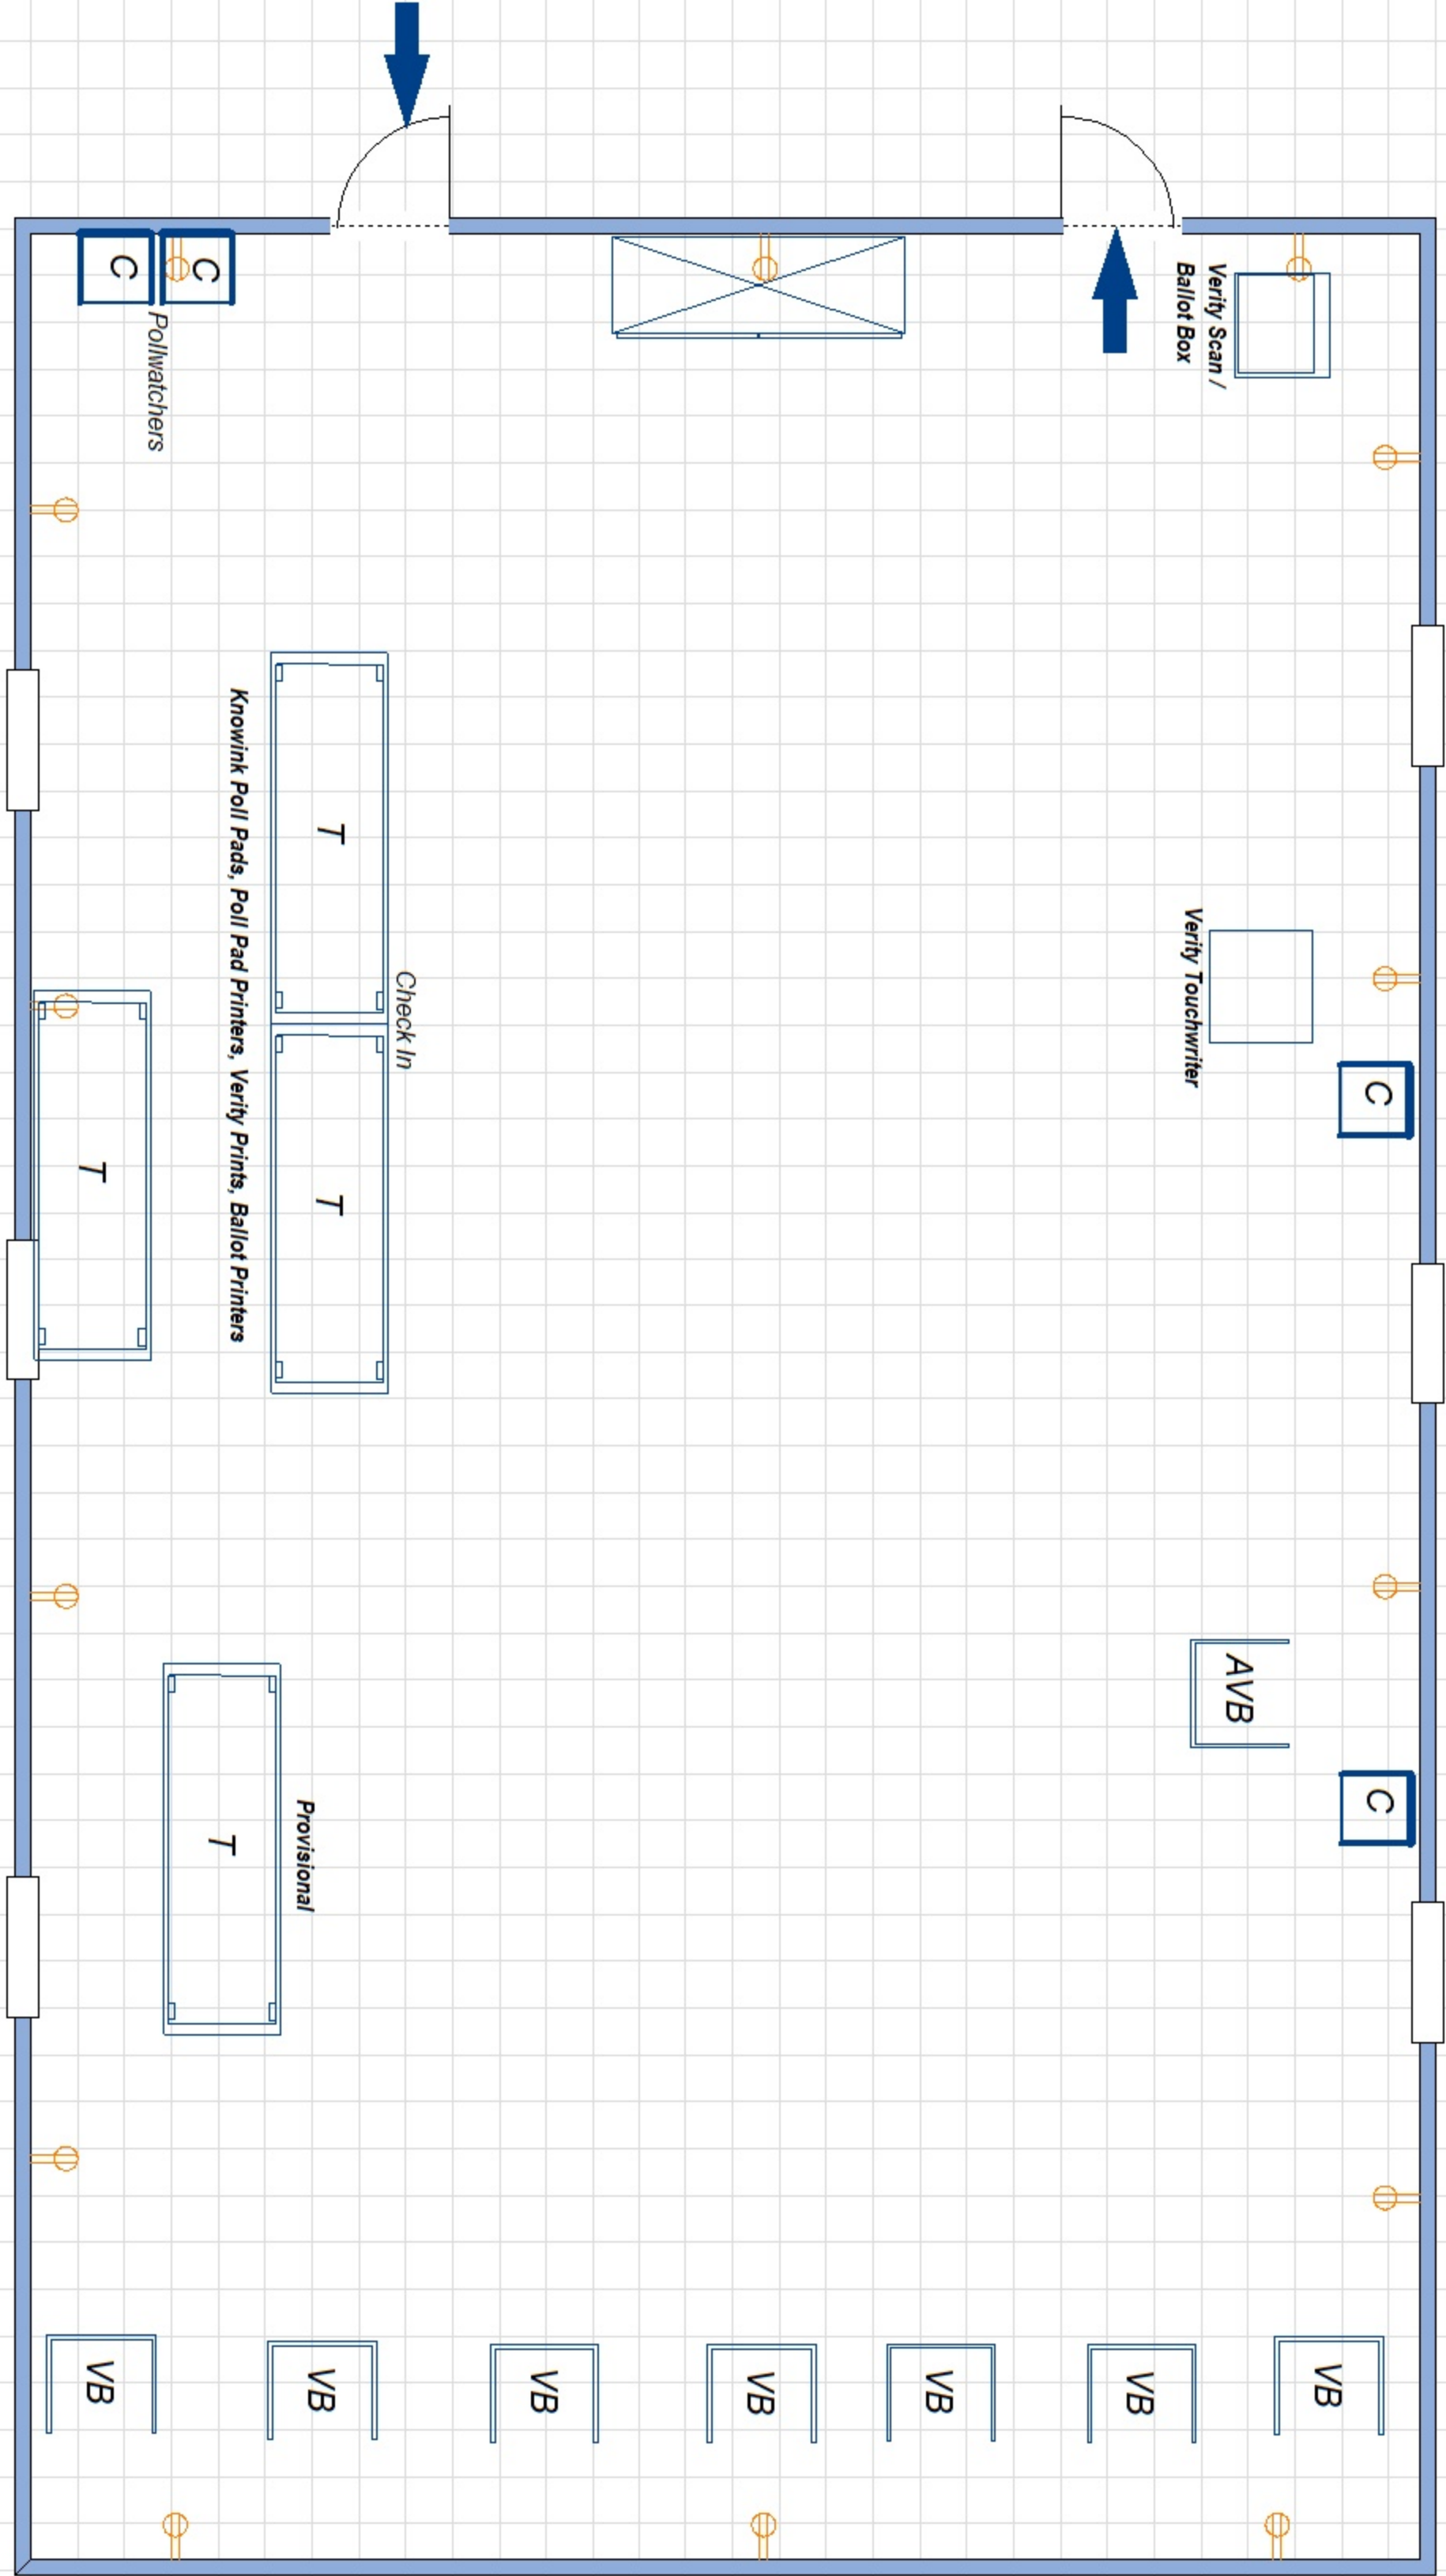 C
C
VB
AVB
Verity Scan /
Ballot Box
Verity Touchwriter
VB
VB
VB
VB
Check In
T
T
VB
Provisional
Knowink Poll Pads, Poll Pad Printers, Verity Prints, Ballot Printers
T
C
Pollwatchers
C
T
VB